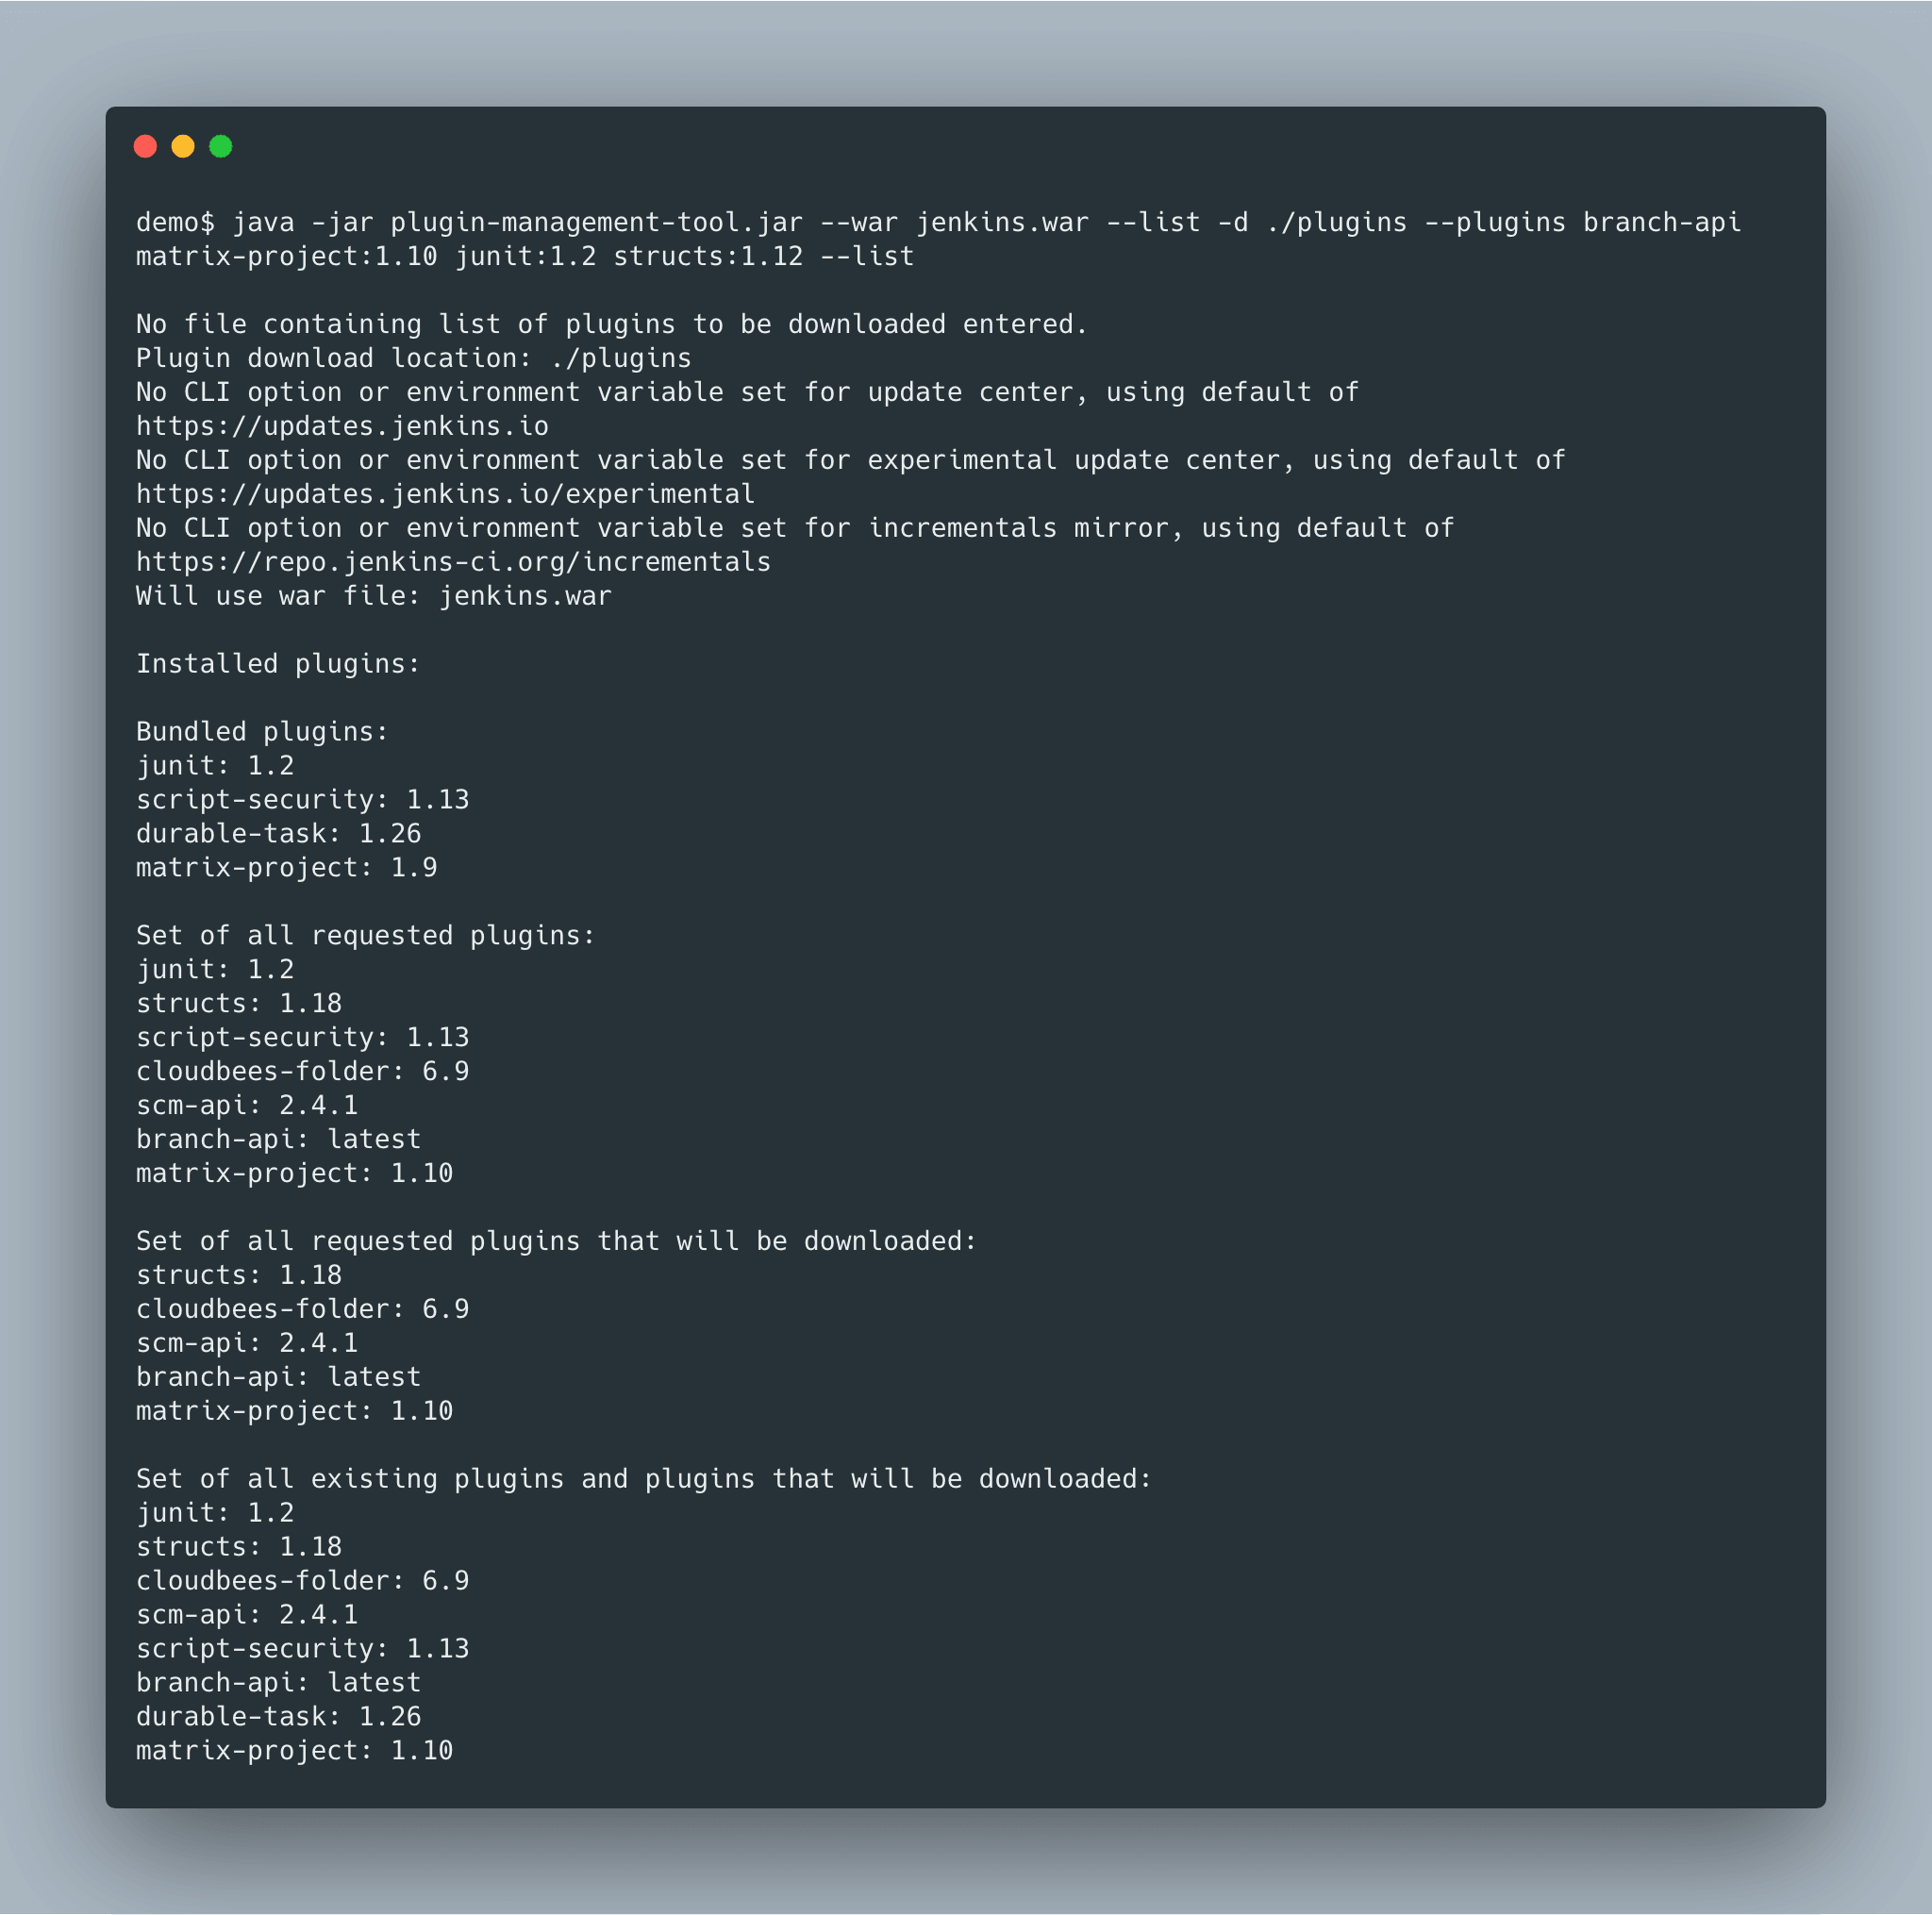 demo$ java -jar plugin-management-tool.jar --war jenkins.war --list -d ./plugins --plugins branch-api
matrix-project:1.10 junit:1.2 structs:1.12 --list
No file containing list of plugins to be downloaded entered.
Plugin download location: ./plugins
No CLI option or environment variable set for update center, using default of
https://updates.jenkins.io
No CLI option or environment variable set for experimental update center, using default of
https://updates.jenkins.io/experimental
No CLI option or environment variable set for incrementals mirror, using default of
https://repo.jenkins-ci.org/incrementals
Will use war file: jenkins.war
Installed plugins:
Bundled plugins:
junit: 1.2
script-security: 1.13
durable-task: 1.26
matrix-project: 1.9
Set of all requested plugins:
junit: 1.2
structs: 1.18
script-security: 1.13
cloudbees-folder: 6.9
scm-api: 2.4.1
branch-api: latest
matrix-project: 1.10
Set of all requested plugins that will be downloaded:
structs: 1.18
cloudbees-folder: 6.9
scm-api: 2.4.1
branch-api: latest
matrix-project: 1.10
Set of all existing plugins and plugins that will be downloaded:
junit: 1.2
structs: 1.18
cloudbees-folder: 6.9
scm-api: 2.4.1
script-security: 1.13
branch-api: latest
durable-task: 1.26
matrix-project: 1.10